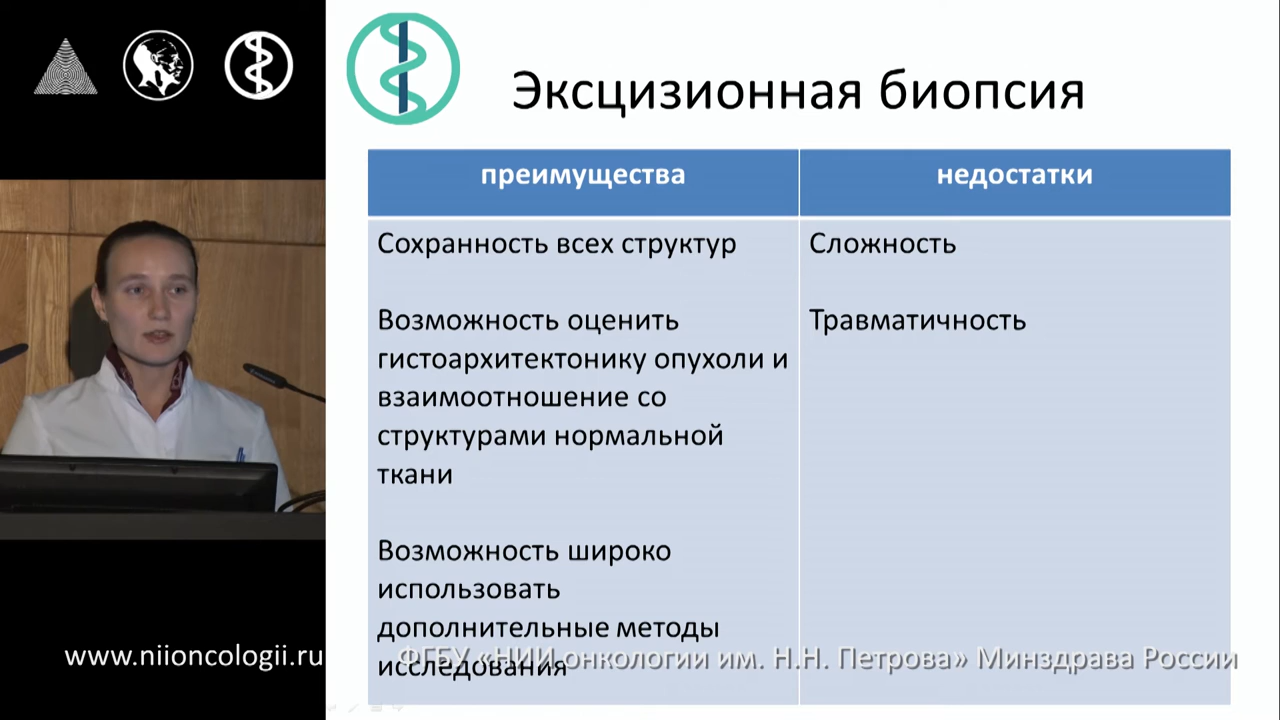 Эксцизионная биопсия
преимущества
недостатки
Сохранность всех структур
Возможность оценить
гистоархитектонику опухоли и
взаимоотношение со
структурами нормальной
ткани
Возможность широко
использовать
дополнительные методы
исследования
Сложность
Травматичность
www.niioncologii.ru
ФГБУ «НИИ онкологии им. Н.Н. Петрова» Минздрава России